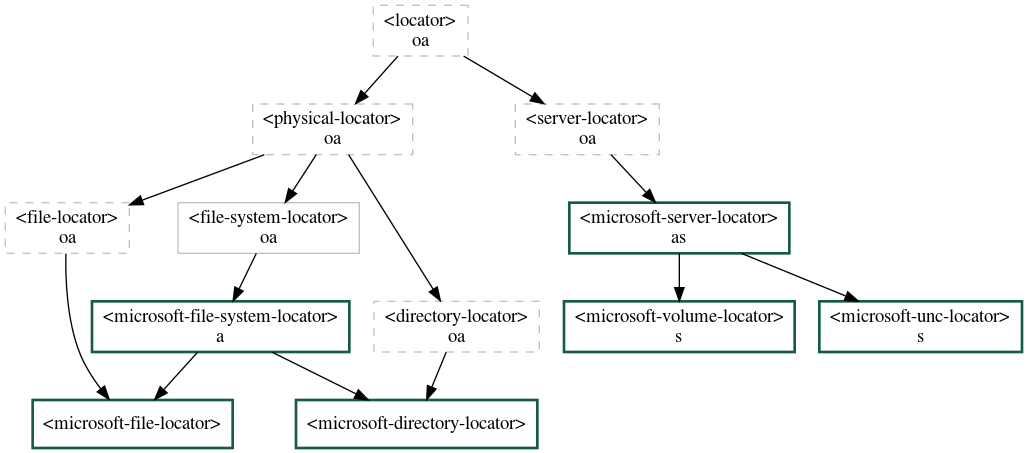 <locator>
oa
<physical-locator>
oa
<server-locator>
oa
<file-locator>
oa
<file-system-locator>
oa
<microsoft-server-locator>
as
<microsoft-file-system-locator>
a
<directory-locator>
oa
<microsoft-volume-locator>
s
<microsoft-unc-locator>
s
<microsoft-file-locator>
<microsoft-directory-locator>